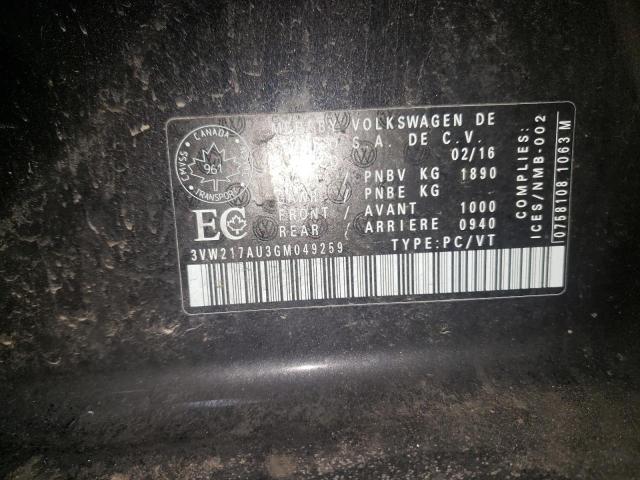 BY VOLKSWAGEN DE
S.A. DE C.V.
02/16
PNBV KG 1890
PNBE KG
FRONT/AVANT 1000
REAR/ARRIERE 0940
3VW217AU3GM049259 TYPE:PC/VT
CANADA
CMVSS
961
TRANSPORT
EC
COMPLIES:
ICES/NMB-002
0758108 1063 M